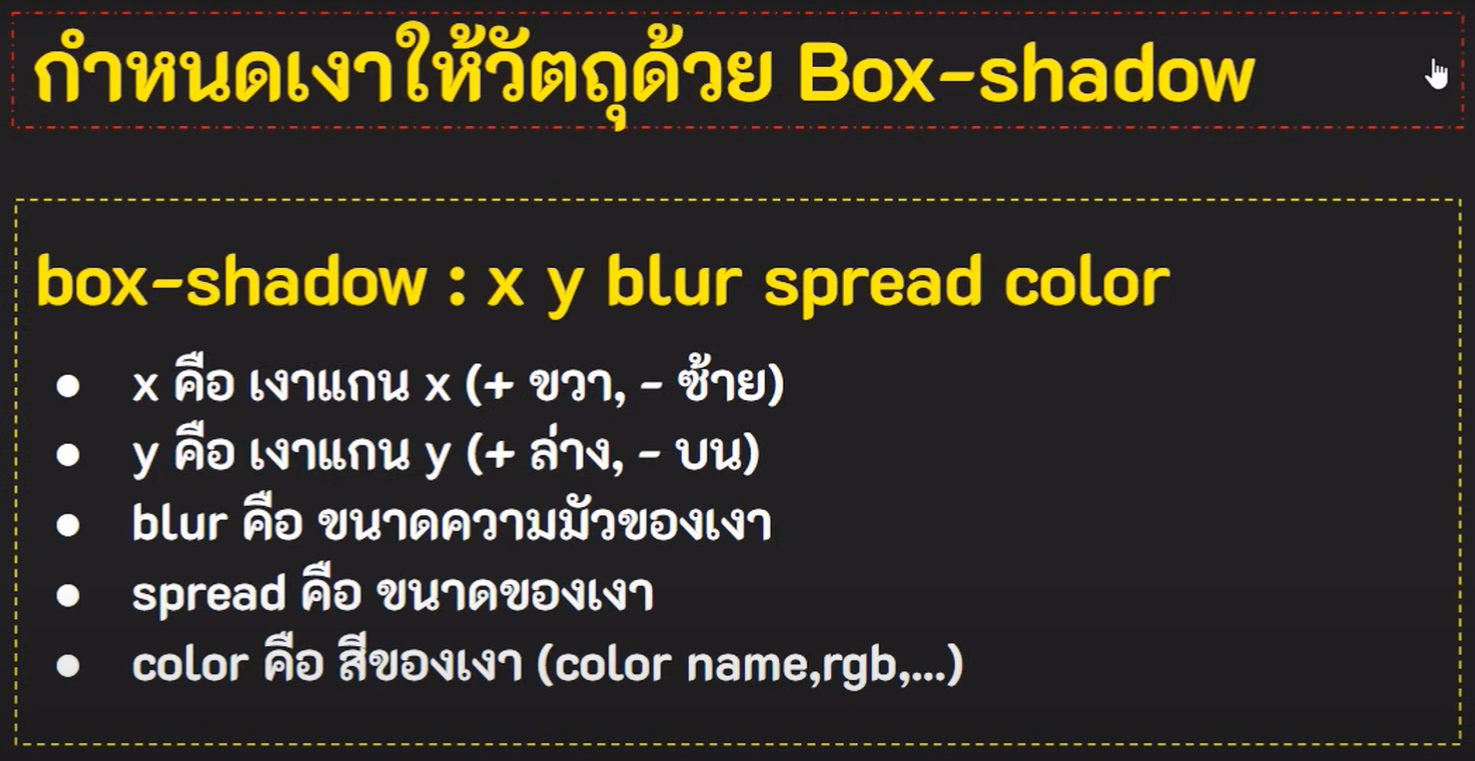 กำหนดเงาให้วัตถุด้วย Box-shadow
box-shadow : x y blur spread color
● x คือ เงาแกน x (+ ขวา, - ซ้าย)
● y คือ เงาแกน y (+ ล่าง, - บน)
● blur คือ ขนาดความมัวของเงา
● spread คือ ขนาดของเงา
● color คือ สีของเงา (color name,rgb,...)